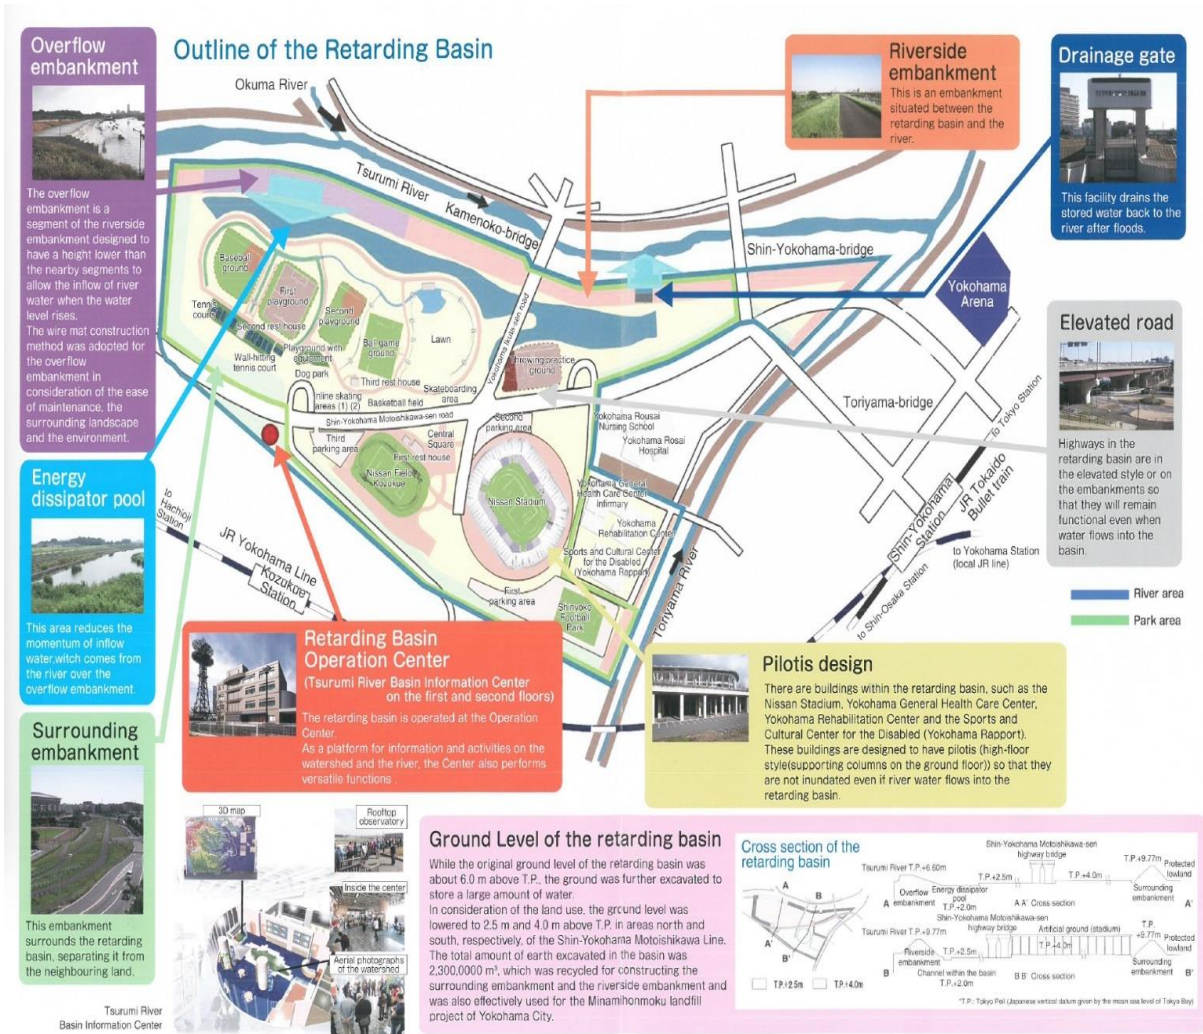 Outline of the Retarding Basin
Overflow
embankment
The overflow
embankment is a
segment of the riverside
embankment designed to
have a height lower than
the nearby segments to
allow the inflow of river
water when the water
level rises.
The wire mat construction
method was adopted for
the overflow
embankment in
consideration of the ease
of maintenance, the
surrounding landscape
and the environment.
Energy
dissipator pool
This area reduces the
momentum of inflow
water,witch comes from
the river over the
overflow embankment.
Surrounding
embankment
This embankment
surrounds the retarding
basin, separating it from
the neighbouring land.
Riverside
embankment
This is an embankment
situated between the
retarding basin and the
river.
Drainage gate
This facility drains the
stored water back to the
river after floods.
Elevated road
Highways in the
retarding basin are in
the elevated style or on
the embankments so
that they will remain
functional even when
water flows into the
basin.
River area
Park area
Okuma River
Tsurumi River
Kamenoko-bridge
Shin-Yokohama-bridge
Yokohama
Arena
Toriyama-bridge
Baseball
ground
First
playground
Second
playground
Tennis
courts
Second rest house
Ball game
ground
Lawn
Wall-hitting
tennis court
Playground with
equipment
Dog park
Third rest house
Skateboarding
area
Inline skating
areas (1) (2)
Basketball field
Yokohama Ikuta-sen road
Throwing practice
ground
Shin-Yokohama Motoishikawa-sen road
Second
parking area
Third
parking area
Central
Square
First rest house
Nissan Field
Kozukue
Nissan Stadium
Yokohama Rousai
Nursing School
Yokohama Rosai
Hospital
Yokohama General
Health Care Center
Infirmary
Yokohama
Rehabilitation Center
Sports and Cultural Center
for the Disabled
(Yokohama Rapport)
First
parking area
Shinyoko
Football
Park
Toriyama River
to
Hachioji
Station
JR Yokohama Line
Kozukue
Station
to Tokyo Station
JR Tokaido
Bullet train
Shin-Yokohama
Station
to Yokohama Station
(local JR line)
to Shin-Osaka Station
Retarding Basin
Operation Center
(Tsurumi River Basin Information Center
on the first and second floors)
The retarding basin is operated at the Operation
Center.
As a platform for information and activities on the
watershed and the river, the Center also performs
versatile functions .
Pilotis design
There are buildings within the retarding basin, such as the
Nissan Stadium, Yokohama General Health Care Center,
Yokohama Rehabilitation Center and the Sports and
Cultural Center for the Disabled (Yokohama Rapport).
These buildings are designed to have pilotis (high-floor
style(supporting columns on the ground floor)) so that they
are not inundated even if river water flows into the
retarding basin.
3D map
Rooftop
observatory
Inside the center
Aerial photographs
of the watershed
Tsurumi River
Basin Information Center
Ground Level of the retarding basin
While the original ground level of the retarding basin was
about 6.0 m above T.P., the ground was further excavated to
store a large amount of water.
In consideration of the land use, the ground level was
lowered to 2.5 m and 4.0 m above T.P. in areas north and
south, respectively, of the Shin-Yokohama Motoishikawa Line.
The total amount of earth excavated in the basin was
2,300,0000 m³, which was recycled for constructing the
surrounding embankment and the riverside embankment and
was also effectively used for the Minamihonmoku landfill
project of Yokohama City.
Cross section of the
retarding basin
A
B
A'
B'
T.P.+2.5m
T.P.+4.0m
Shin-Yokohama Motoishikawa-sen
highway bridge
Tsurumi River T.P.+6.60m
T.P.+9.77m
T.P.+2.5m
T.P.+4.0m
Protected
lowland
Overflow
embankment
Energy dissipator
pool
T.P.+2.0m
Surrounding
embankment
A
A A' Cross section
A'
Shin-Yokohama Motoishikawa-sen
highway bridge
Tsurumi River T.P.+9.77m
Artificial ground (stadium)
T.P.
+9.77m
Protected
lowland
T.P.+2.5m
T.P.+4.0m
Riverside
embankment
Surrounding
embankment
B
Channel within the basin
T.P.+2.0m
B B' Cross section
B'
*T.P.: Tokyo Peil (Japanese vertical datum given by the mean sea level of Tokyo Bay)